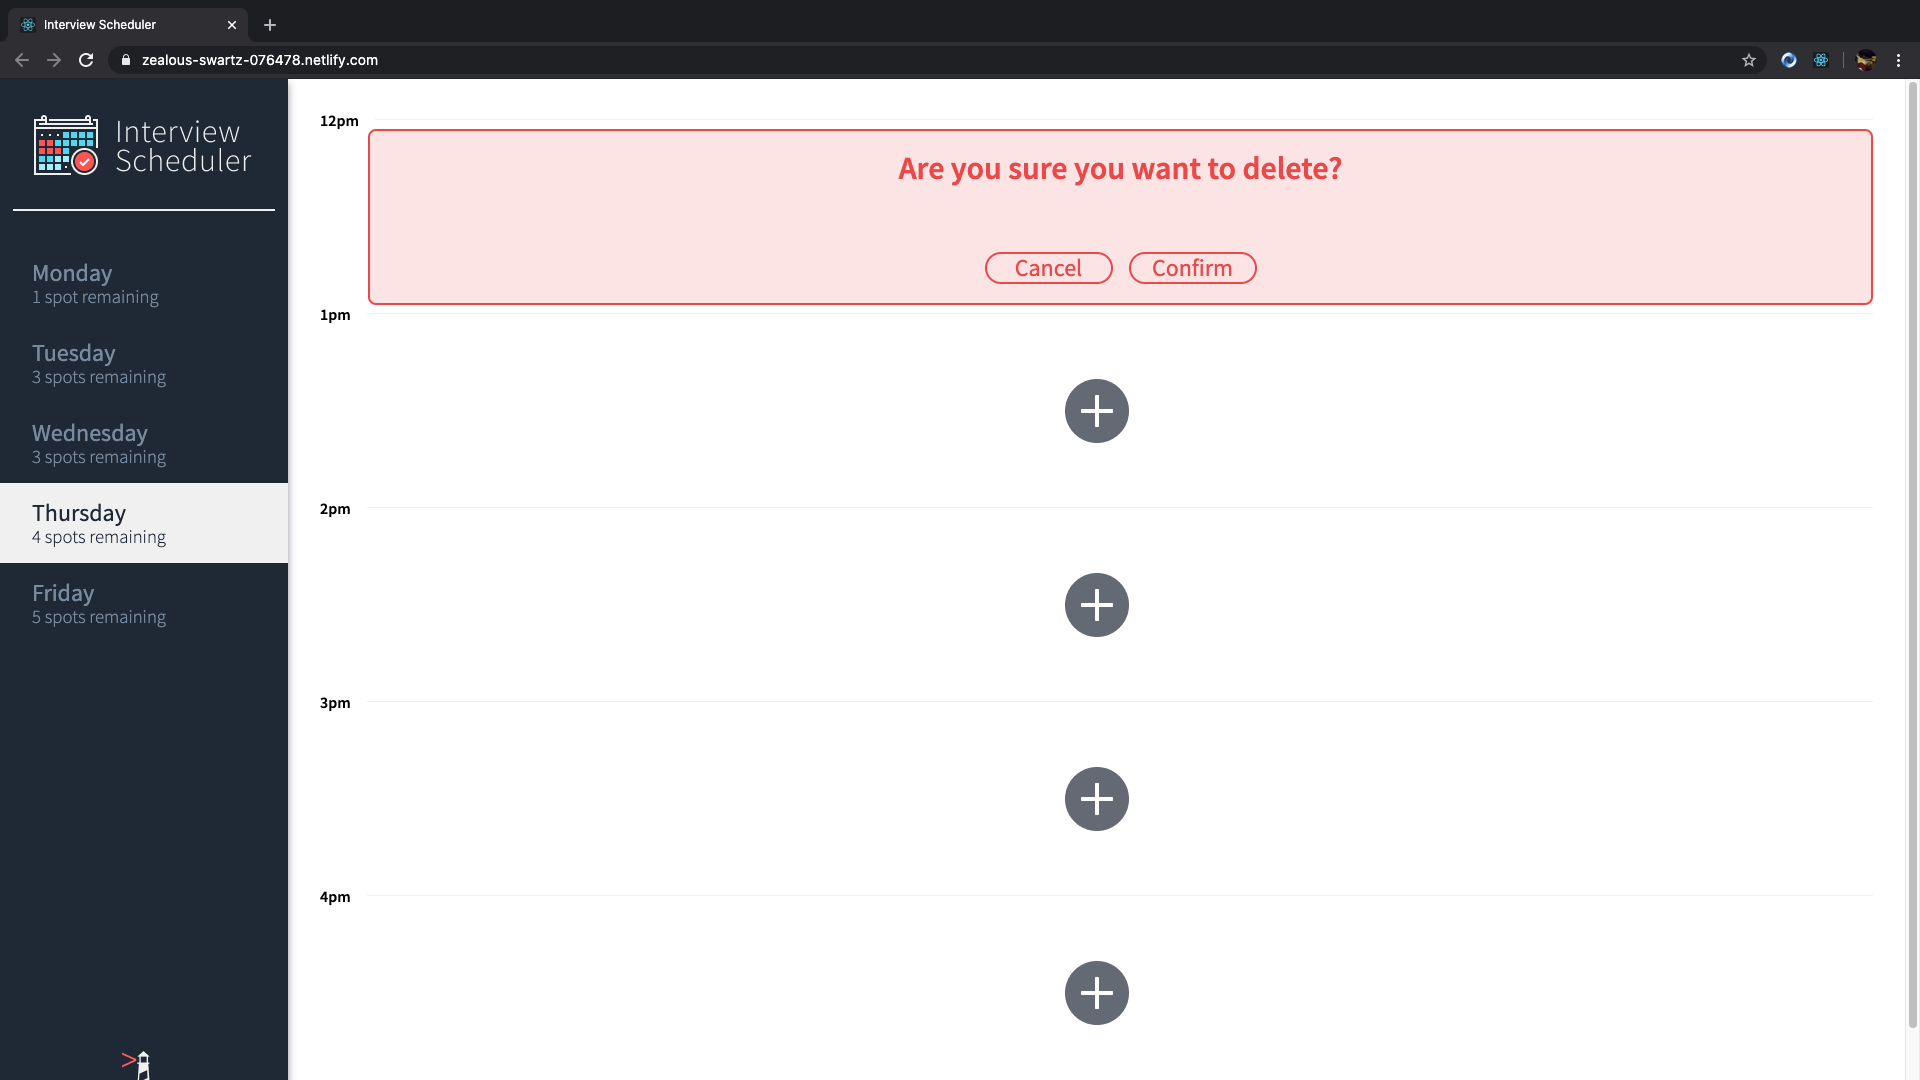 Interview Scheduler
zealous-swartz-076478.netlify.com
Interview
Scheduler
Monday
1 spot remaining
Tuesday
3 spots remaining
Wednesday
3 spots remaining
Thursday
4 spots remaining
Friday
5 spots remaining
12pm
Are you sure you want to delete?
Cancel Confirm
1pm
2pm
3pm
4pm